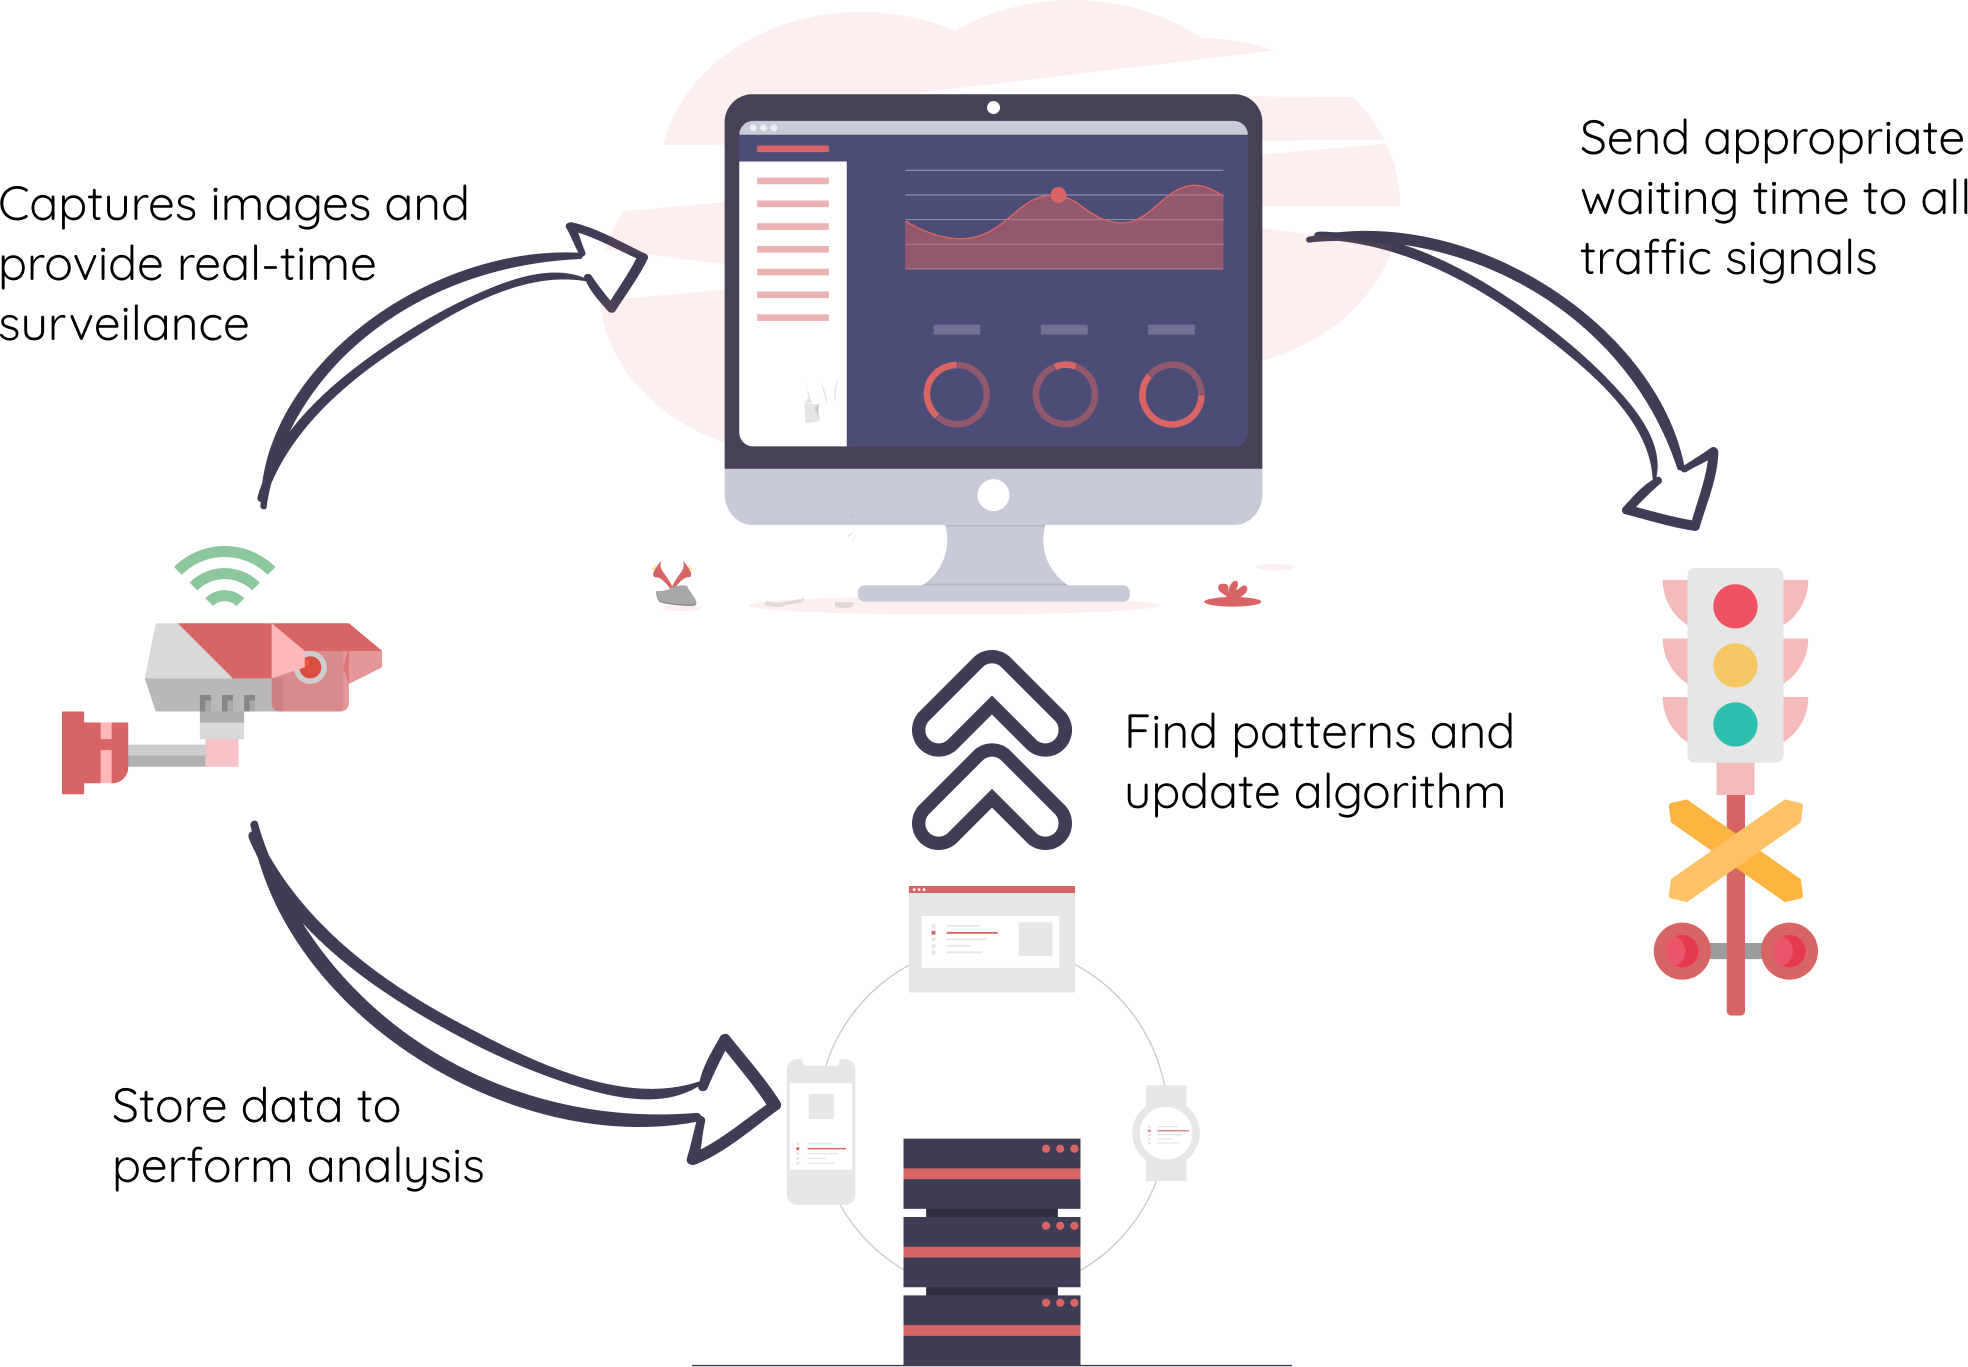 Captures images and
provide real-time
surveilance
Send appropriate
waiting time to all
traffic signals
Find patterns and
update algorithm
Store data to
perform analysis